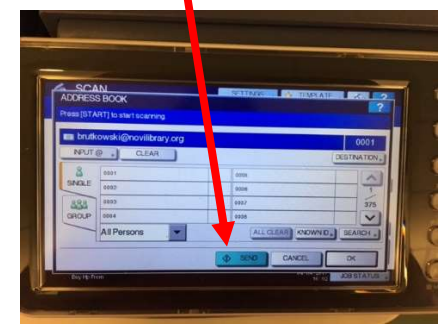 SCAN SETTINGS TEMPLATE ?
ADDRESS BOOK ?
Press [START] to start scanning
brutkowski@novilibrary.org 0001
INPUT @ CLEAR DESTINATION
SINGLE
0001 0005
0002 0006
0003 0007
0004 0008
1
375
GROUP
All Persons ALL CLEAR KNOWN ID SEARCH
SEND CANCEL OK
JOB STATUS